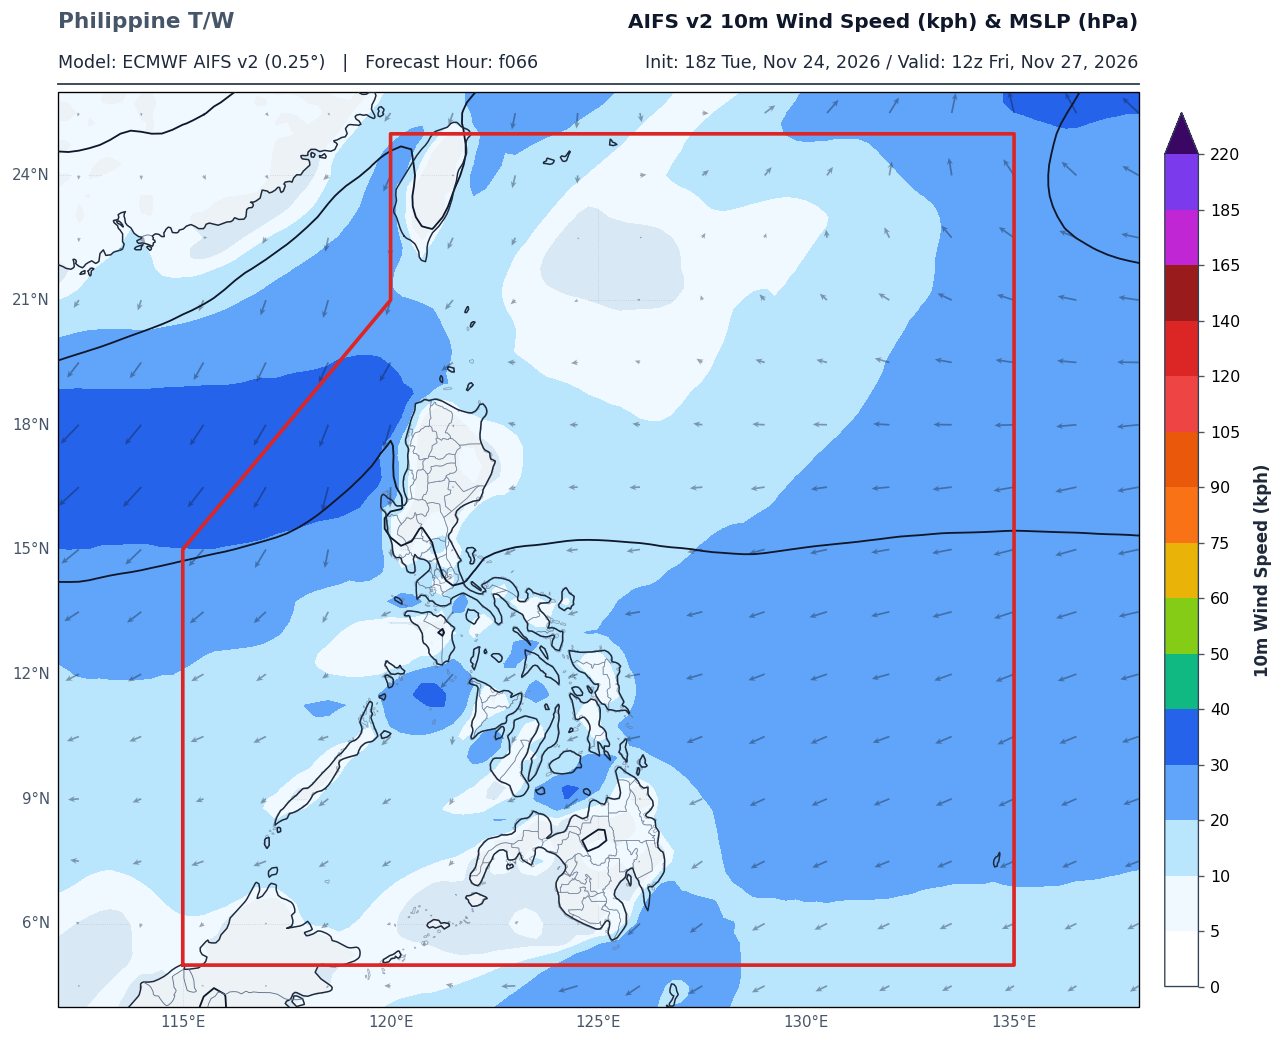 Philippine T/W
AIFS v2 10m Wind Speed (kph) & MSLP (hPa)
Model: ECMWF AIFS v2 (0.25°) | Forecast Hour: f066
Init: 18z Tue, Nov 24, 2026 / Valid: 12z Fri, Nov 27, 2026
24°N
21°N
18°N
15°N
12°N
9°N
6°N
115°E
120°E
125°E
130°E
135°E
220
185
165
140
120
105
90
75
60
50
40
30
20
10
5
0
10m Wind Speed (kph)